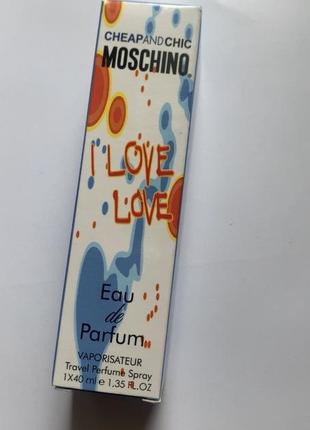 CHEAPANDCHIC
MOSCHINO
I LOVE
LOVE
Eau
de
Parfum
VAPORISATEUR
Travel Perfume Spray
1X40 ml e 1.35 FL.OZ